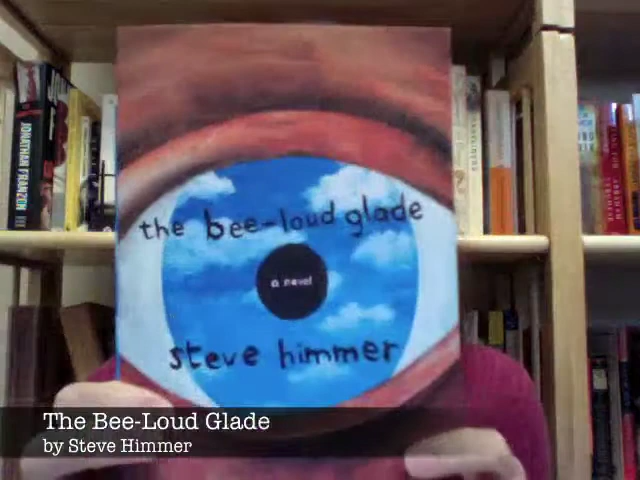 the bee-loud glade
a novel
steve himmer
JONATHAN FRANZEN
The Bee-Loud Glade
by Steve Himmer